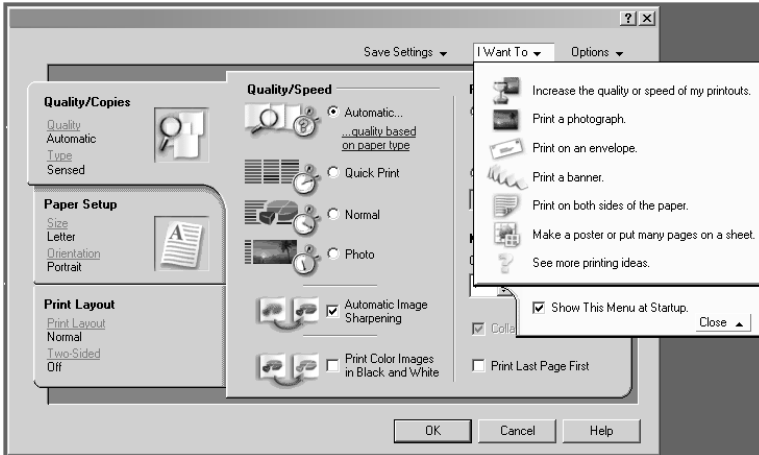 Save Settings
I Want To
Options
Quality/Copies
Quality
Automatic
Type
Sensed
Paper Setup
Size
Letter
Orientation
Portrait
Print Layout
Print Layout
Normal
Two-Sided
Off
Quality/Speed
Automatic...
...quality based
on paper type
Quick Print
Normal
Photo
Automatic Image
Sharpening
Print Color Images
in Black and White
Increase the quality or speed of my printouts.
Print a photograph.
Print on an envelope.
Print a banner.
Print on both sides of the paper.
Make a poster or put many pages on a sheet.
See more printing ideas.
Show This Menu at Startup.
Close
Print Last Page First
OK
Cancel
Help